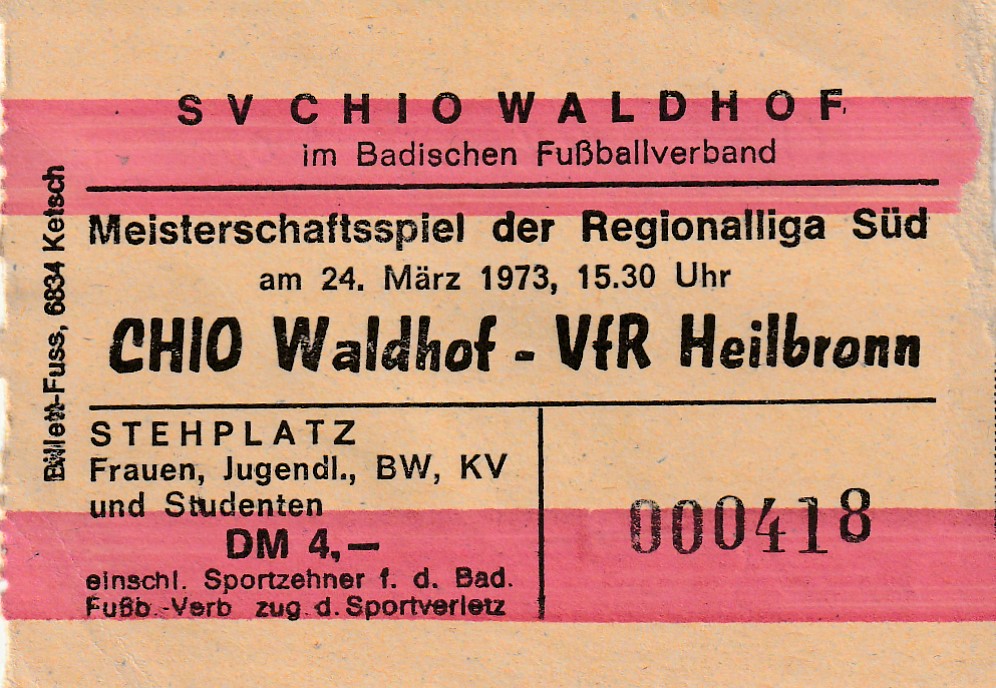 SV CHIO WALDHOF
im Badischen Fußballverband
Meisterschaftsspiel der Regionalliga Süd
am 24. März 1973, 15.30 Uhr
CHIO Waldhof - VfR Heilbronn
STEHPLATZ
Frauen, Jugendl., BW, KV
und Studenten
DM 4,—
einschl. Sportzehner f. d. Bad.
Fußb.-Verb zug. d. Sportverletz
000418
Billett-Fuss, 6834 Ketsch